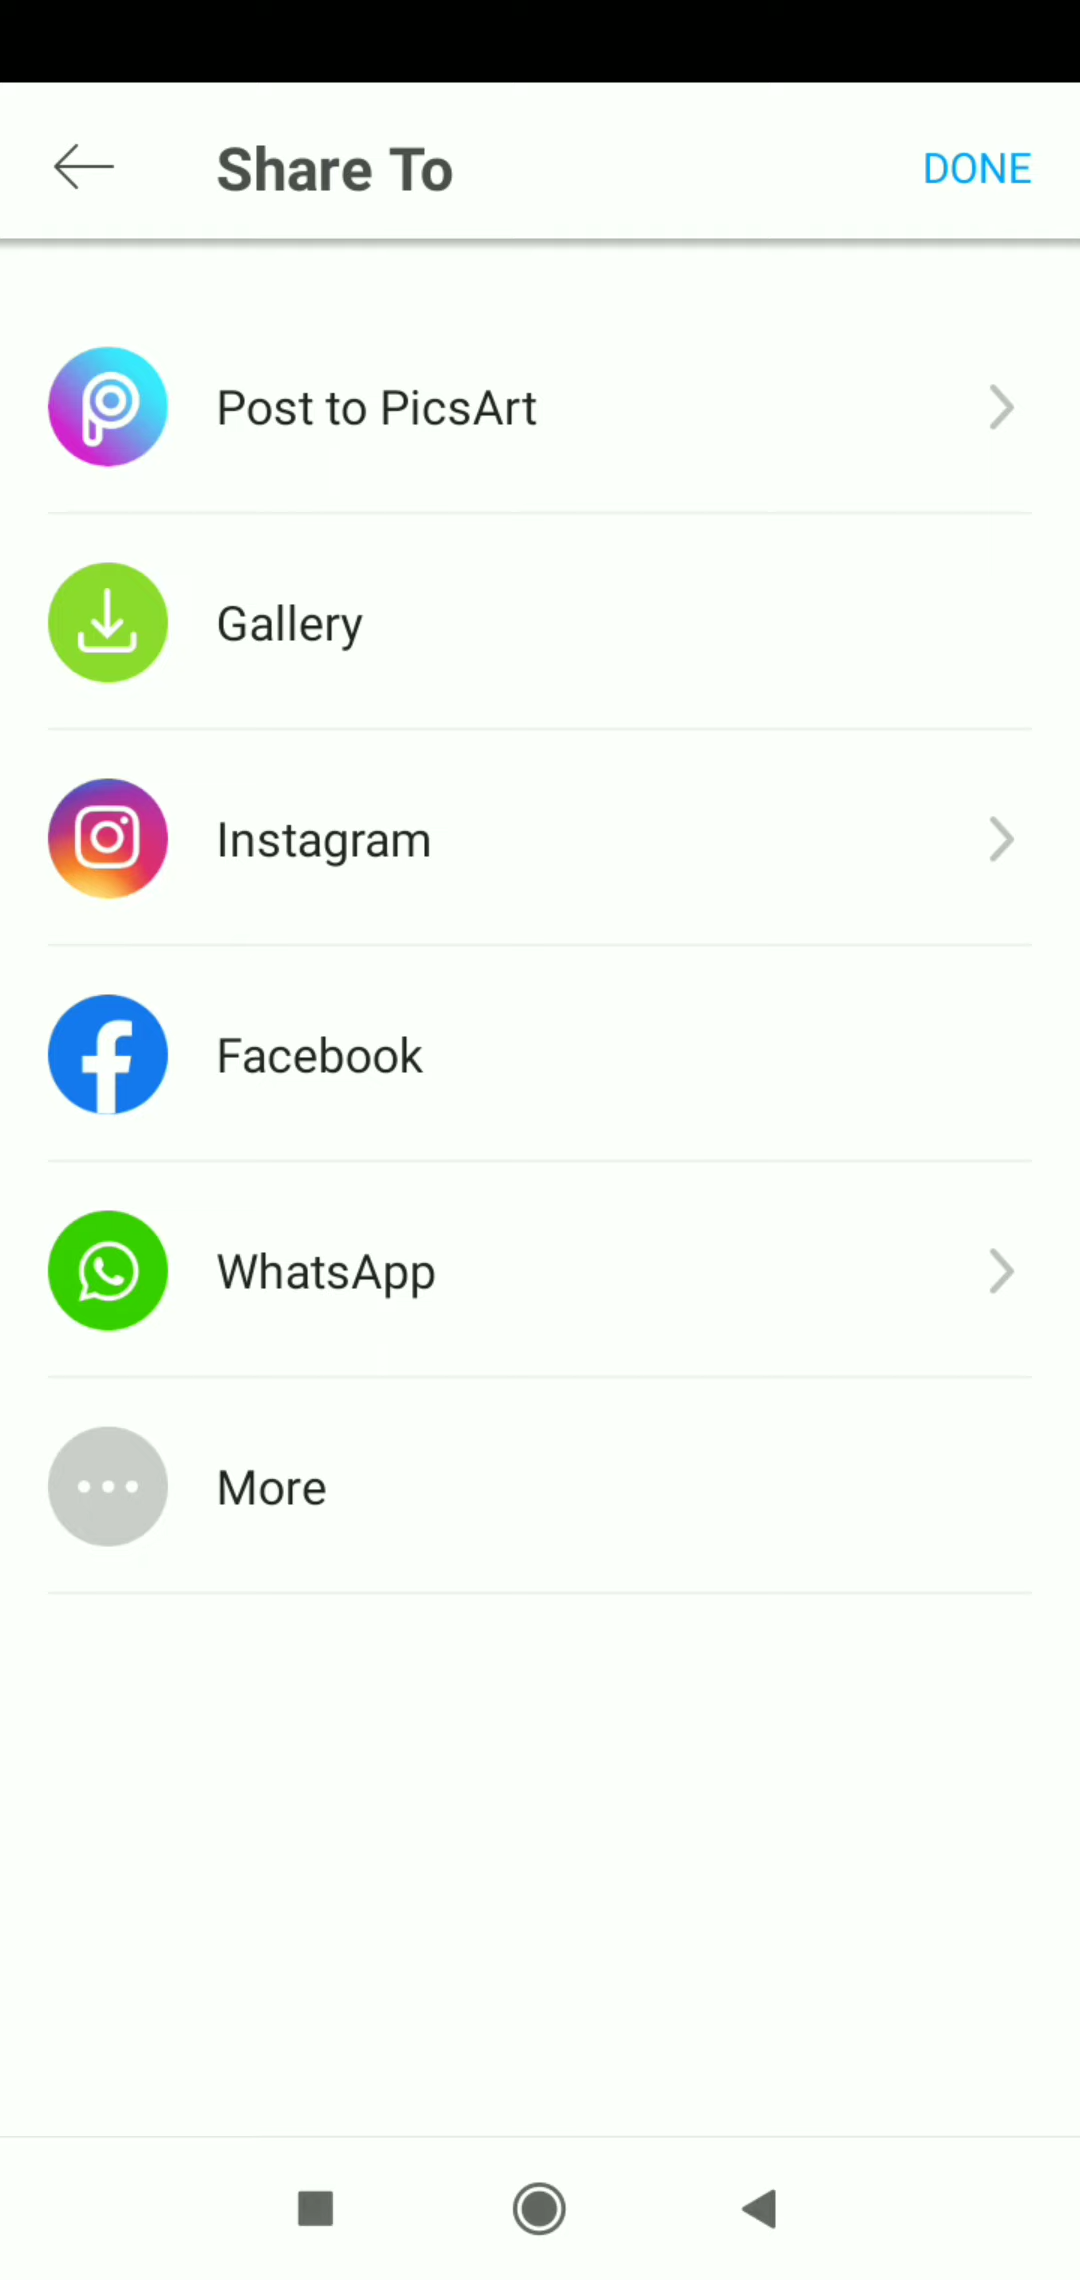 Share To
DONE
Post to PicsArt
Gallery
Instagram
Facebook
WhatsApp
More